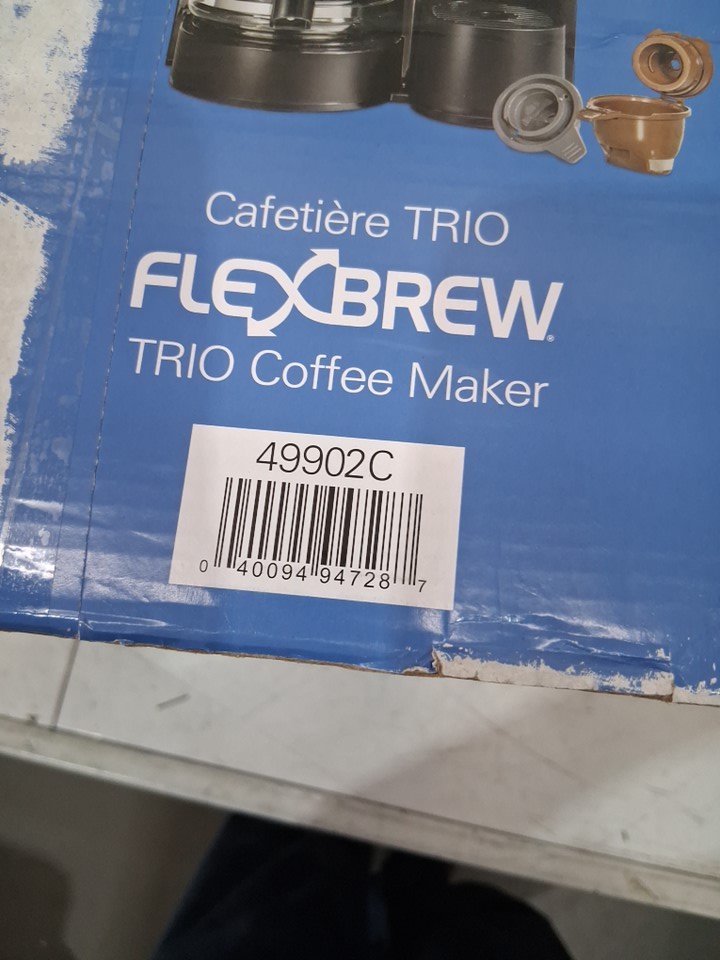 Cafetière TRIO
FLEXBREW®
TRIO Coffee Maker
49902C
0 40094 94728 7